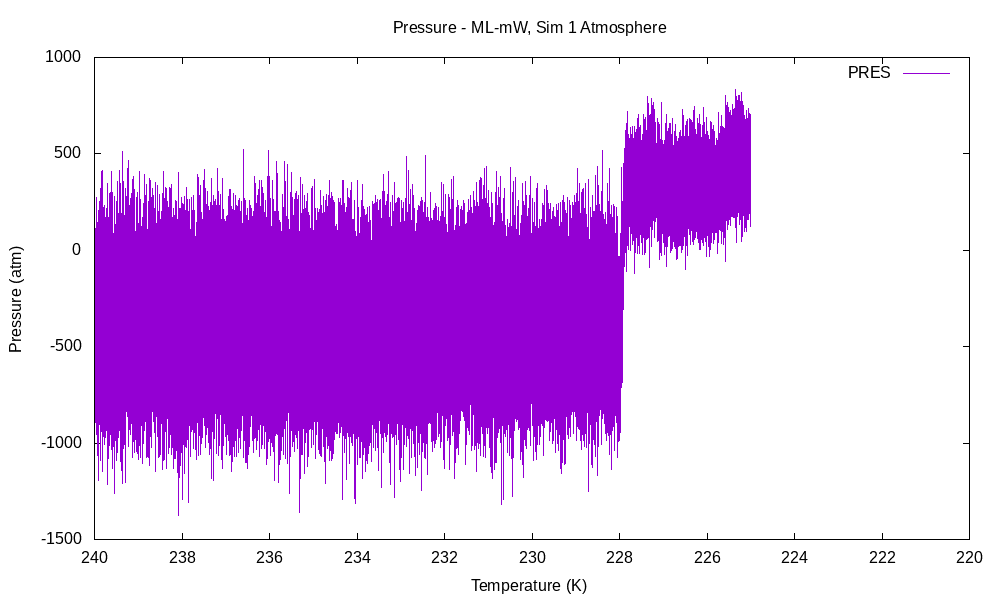 Pressure - ML-mW, Sim 1 Atmosphere
1000
PRES
500
0
Pressure (atm)
-500
-1000
-1500
240 238 236 234 232 230 228 226 224 222 220
Temperature (K)